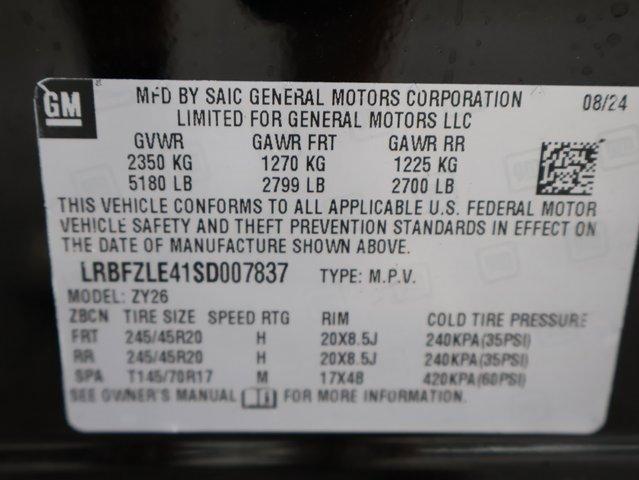 GM
MFD BY SAIC GENERAL MOTORS CORPORATION 08/24
LIMITED FOR GENERAL MOTORS LLC
GVWR GAWR FRT GAWR RR
2350 KG 1270 KG 1225 KG
5180 LB 2799 LB 2700 LB
THIS VEHICLE CONFORMS TO ALL APPLICABLE U.S. FEDERAL MOTOR
VEHICLE SAFETY AND THEFT PREVENTION STANDARDS IN EFFECT ON
THE DATE OF MANUFACTURE SHOWN ABOVE.
LRBFZLE41SD007837 TYPE: M.P.V.
MODEL: ZY26
ZBCN TIRE SIZE SPEED RTG RIM COLD TIRE PRESSURE
FRT 245/45R20 H 20X8.5J 240KPA(35PSI)
RR 245/45R20 H 20X8.5J 240KPA(35PSI)
SPA T145/70R17 M 17X4B 420KPA(60PSI)
SEE OWNER'S MANUAL FOR MORE INFORMATION.